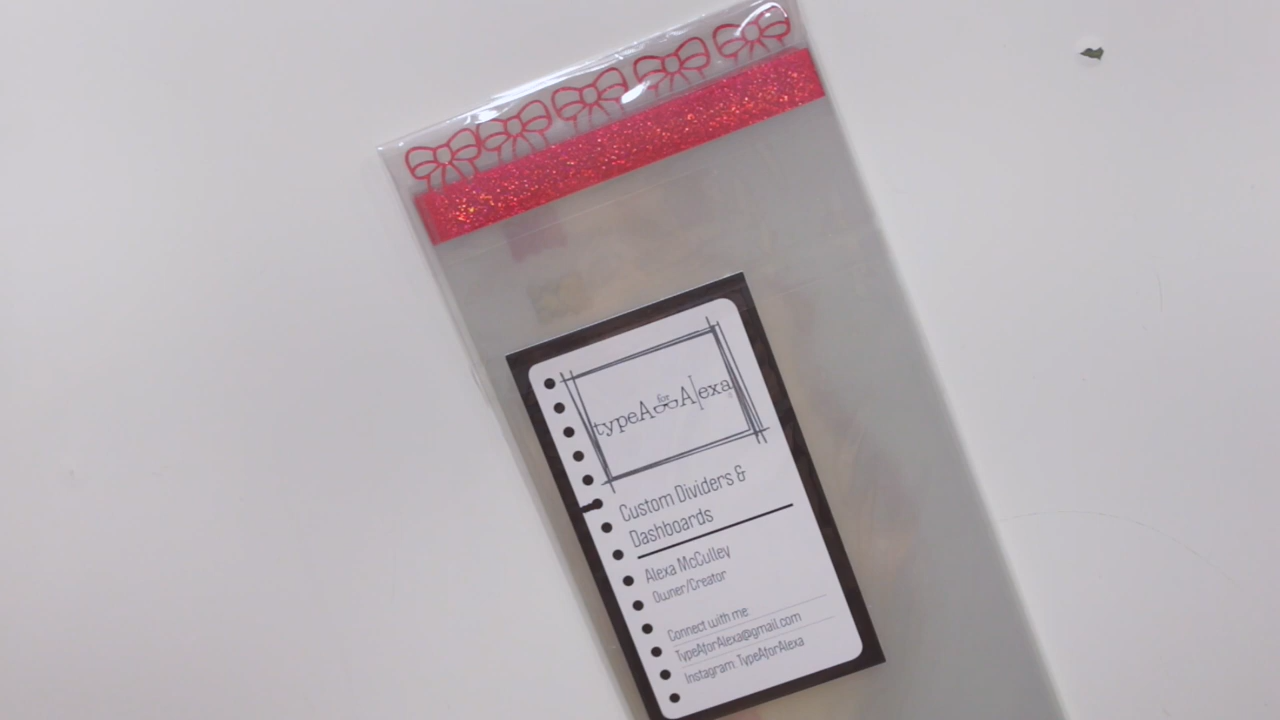 typeA for Alexa
Custom Dividers &
Dashboards
Alexa McCulley
Owner/Creator
Connect with me:
TypeAforAlexa@gmail.com
Instagram: TypeAforAlexa